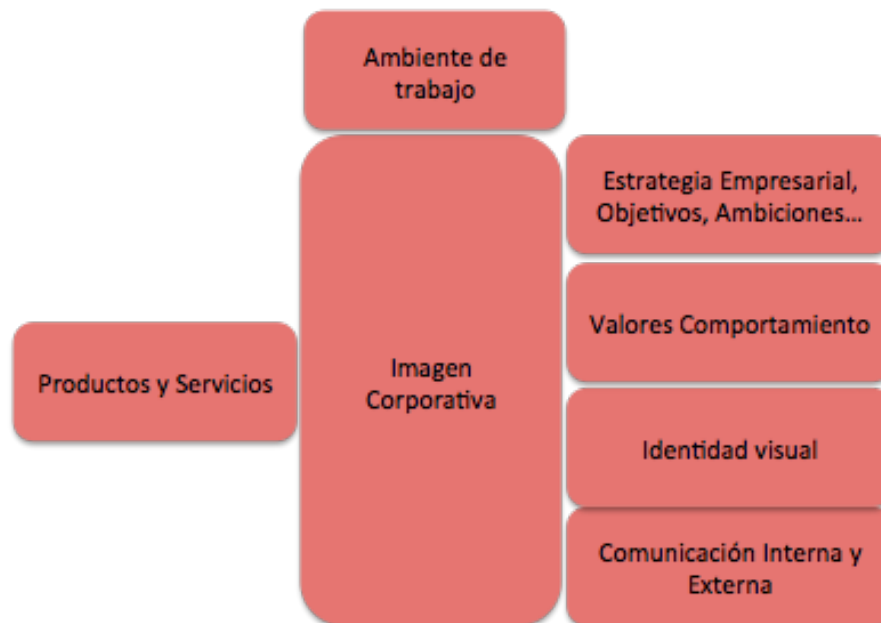 Ambiente de
trabajo
Estrategia Empresarial,
Objetivos, Ambiciones...
Valores Comportamiento
Productos y Servicios
Imagen
Corporativa
Identidad visual
Comunicación Interna y
Externa